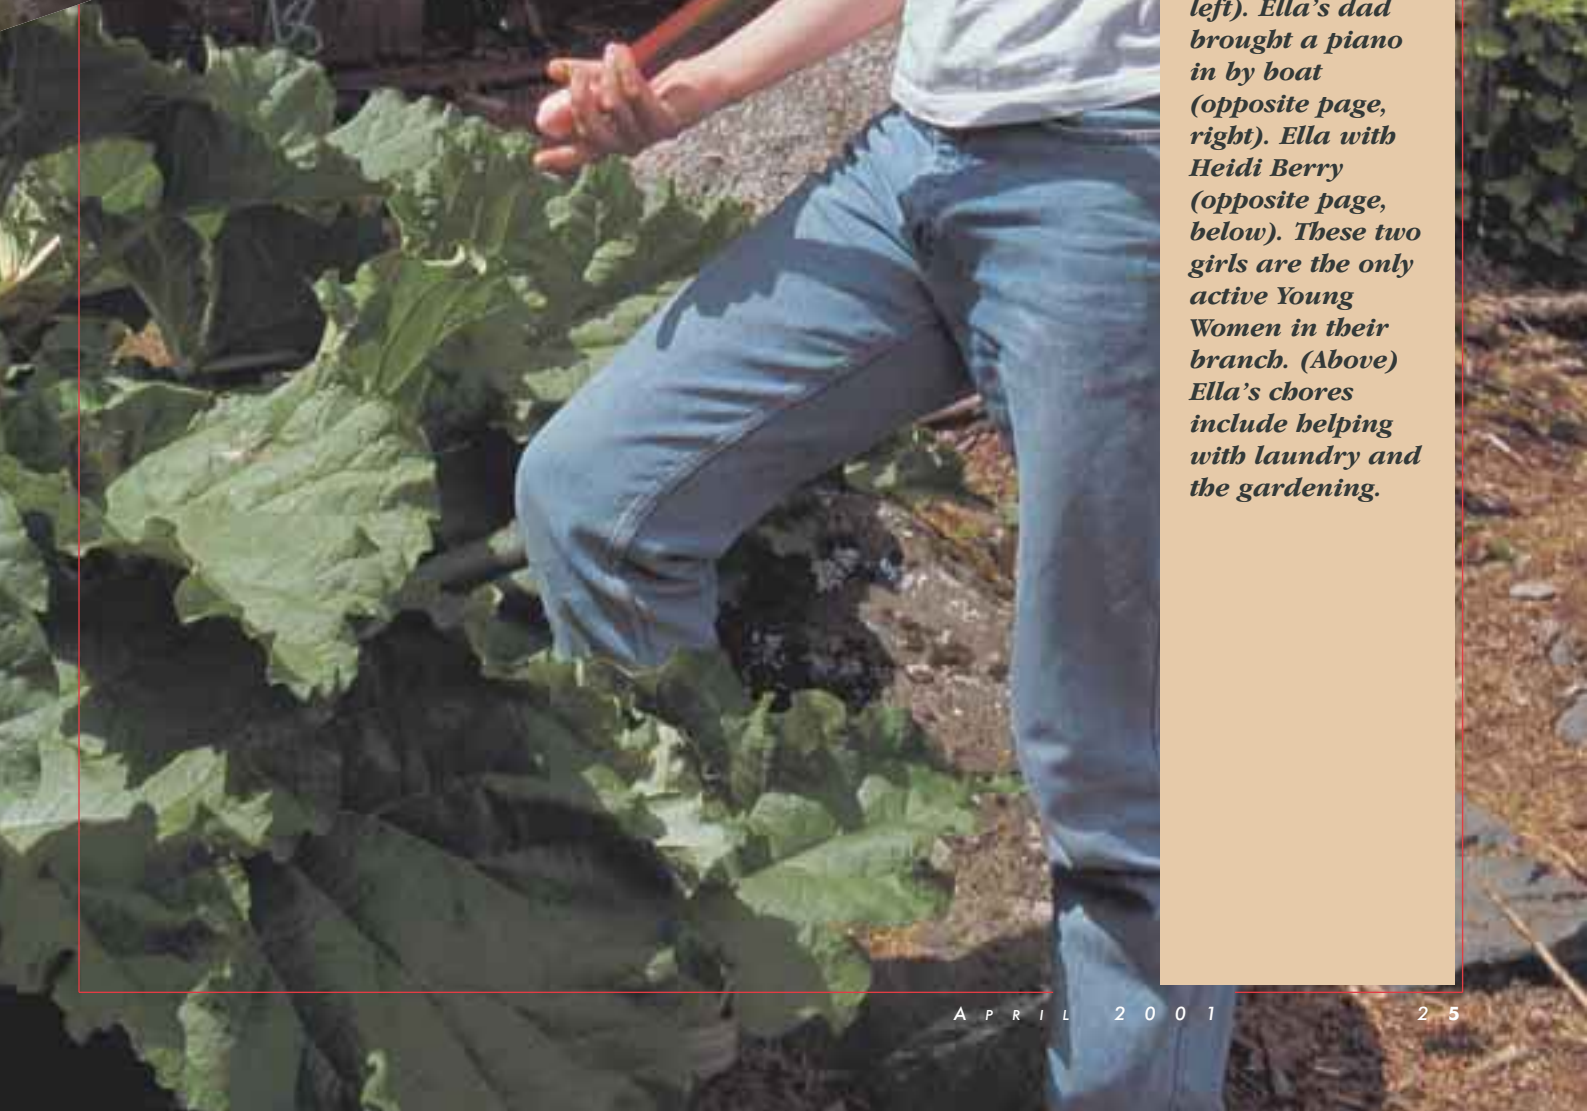 left). Ella's dad
brought a piano
in by boat
(opposite page,
right). Ella with
Heidi Berry
(opposite page,
below). These two
girls are the only
active Young
Women in their
branch. (Above)
Ella's chores
include helping
with laundry and
the gardening.
April 2001 25